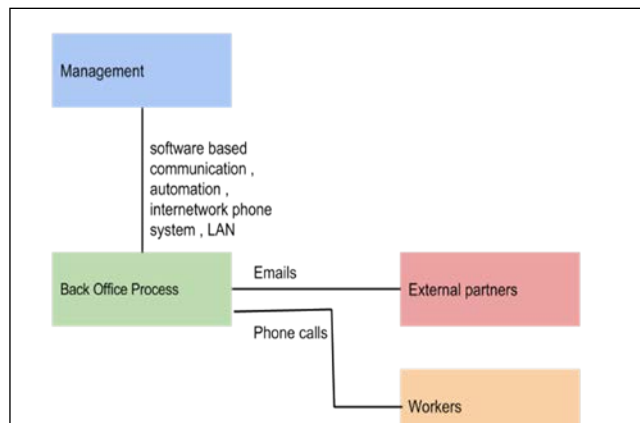 Management
software based
communication ,
automation ,
internetwork phone
system , LAN
Back Office Process
Emails
External partners
Phone calls
Workers